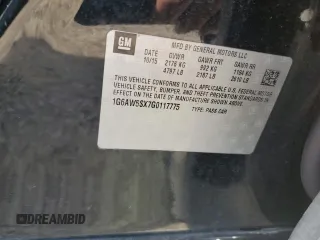 GM
MFD BY GENERAL MOTORS LLC
DATE GVWR GAWR FRT GAWR RR
10/15 2176 KG 992 KG 1184 KG
4797 LB 2187 LB 2610 LB
THIS VEHICLE CONFORMS TO ALL APPLICABLE U.S. FEDERAL MOTOR
VEHICLE SAFETY, BUMPER, AND THEFT PREVENTION STANDARDS
IN EFFECT ON THE DATE OF MANUFACTURE SHOWN ABOVE.
1G6AW5SX7G0117775 TYPE: PASS CAR
DREAMBID